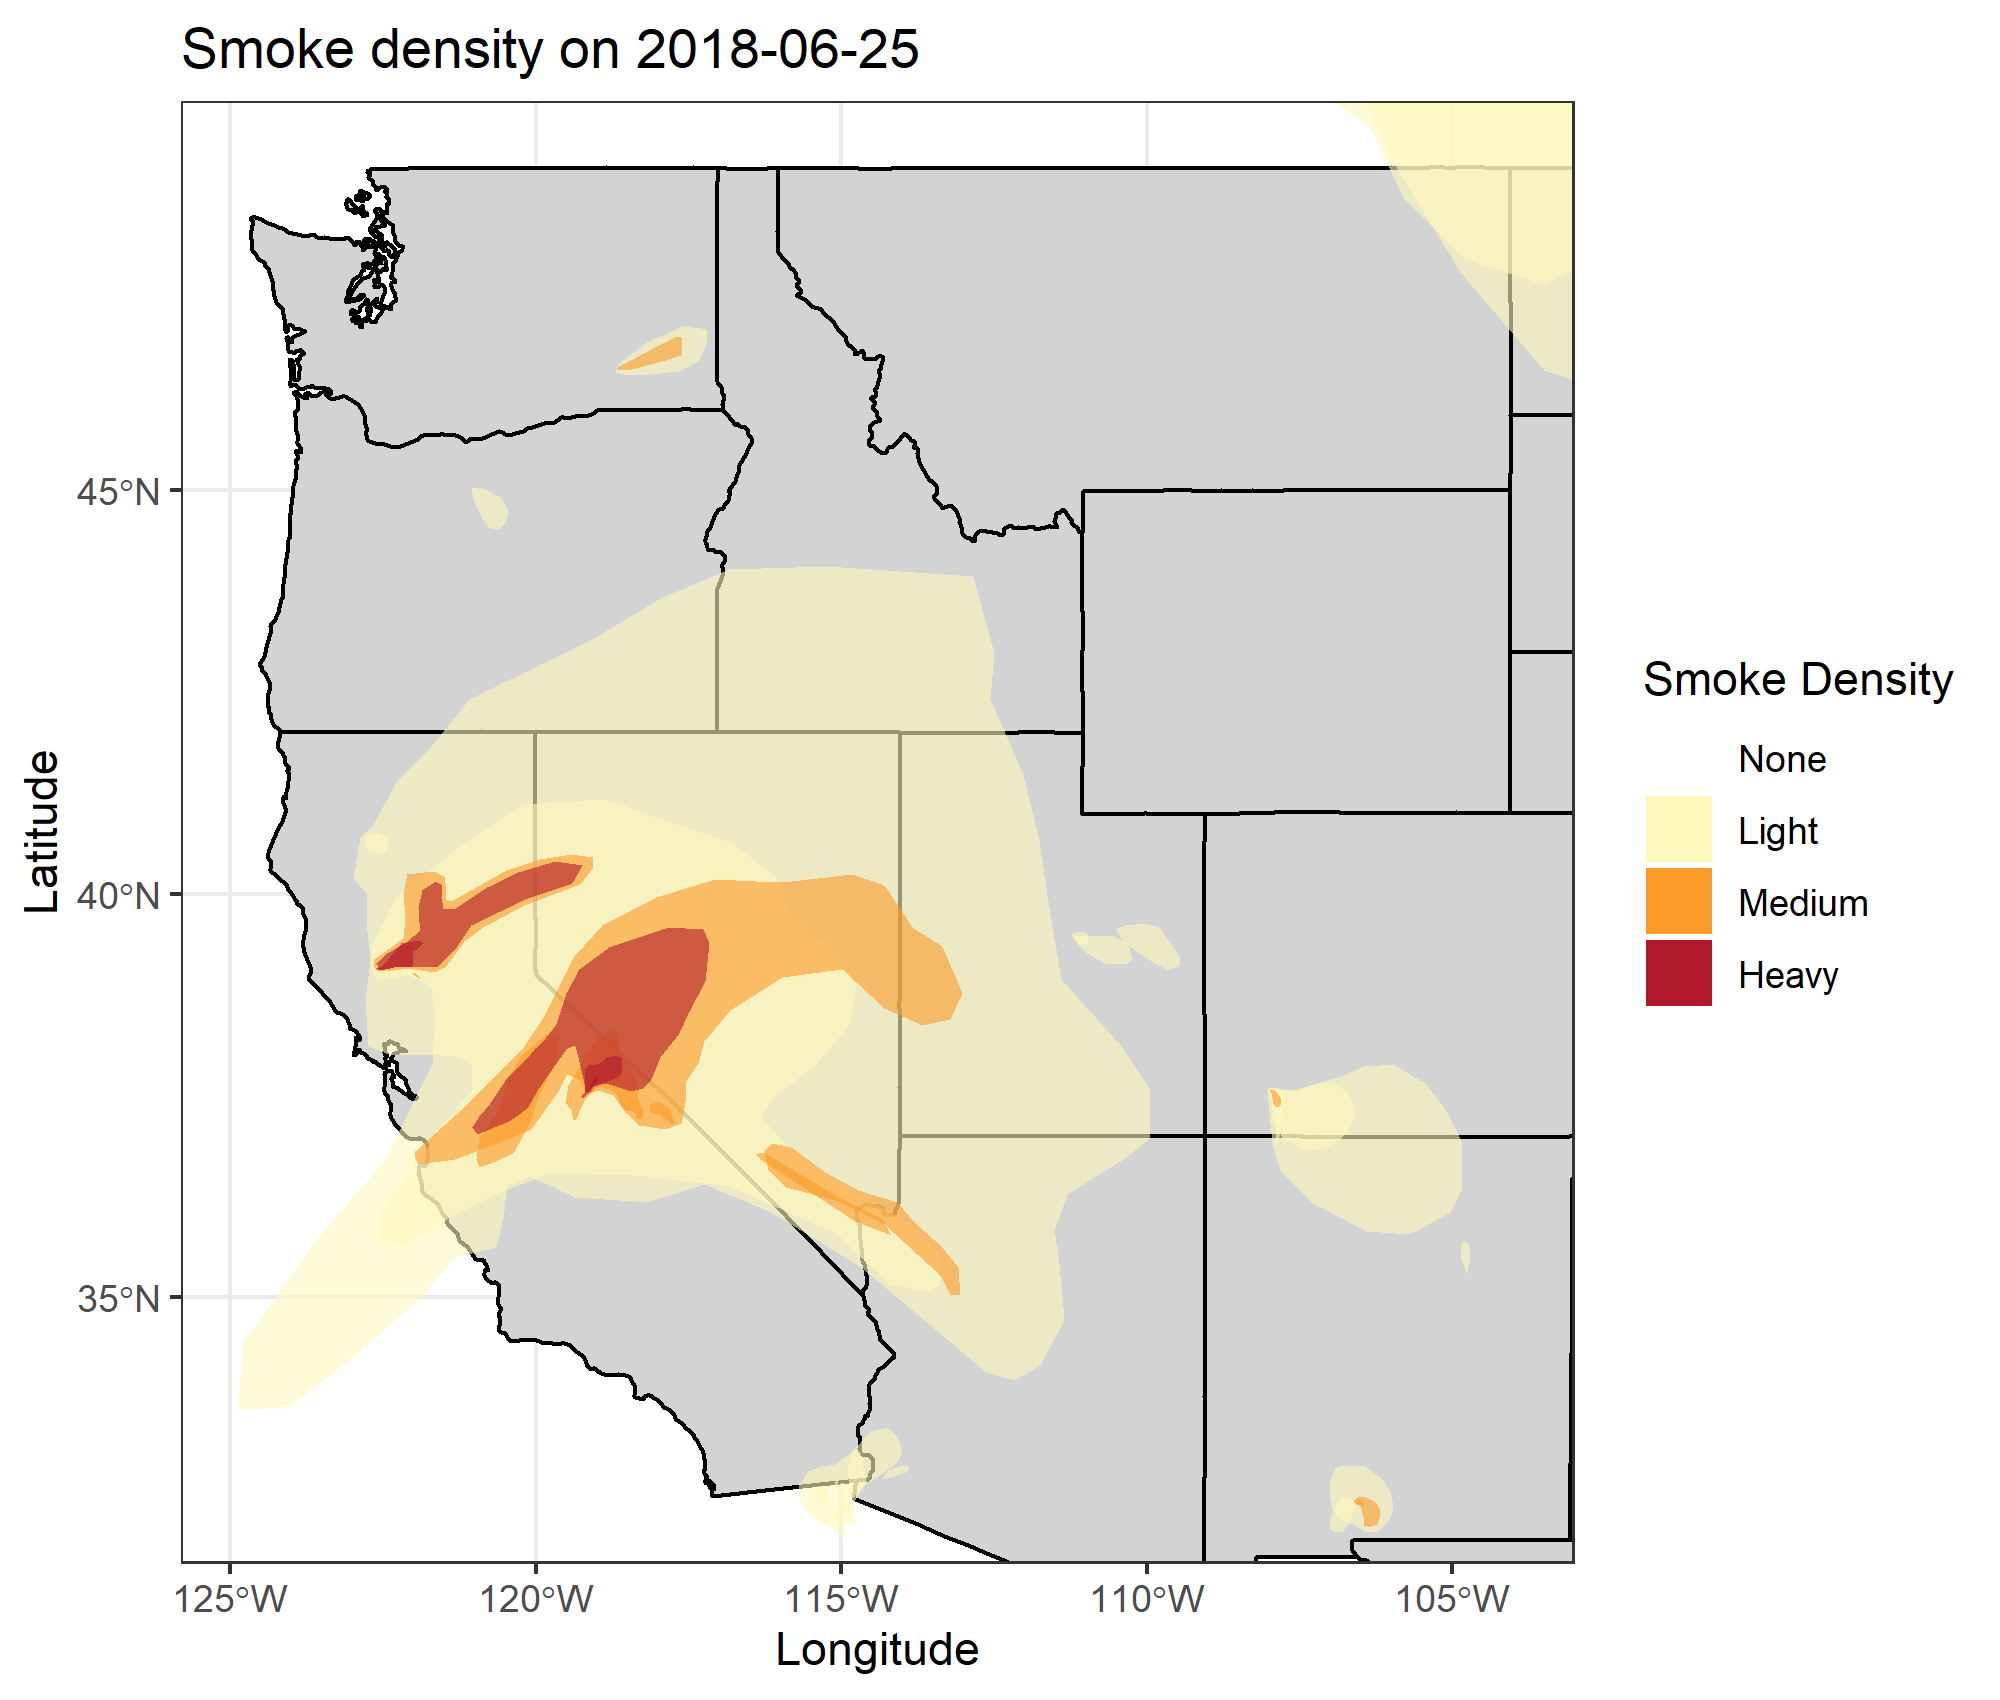 Smoke density on 2018-06-25
45°N
40°N
35°N
Latitude
125°W 120°W 115°W 110°W 105°W
Longitude
Smoke Density
None
Light
Medium
Heavy